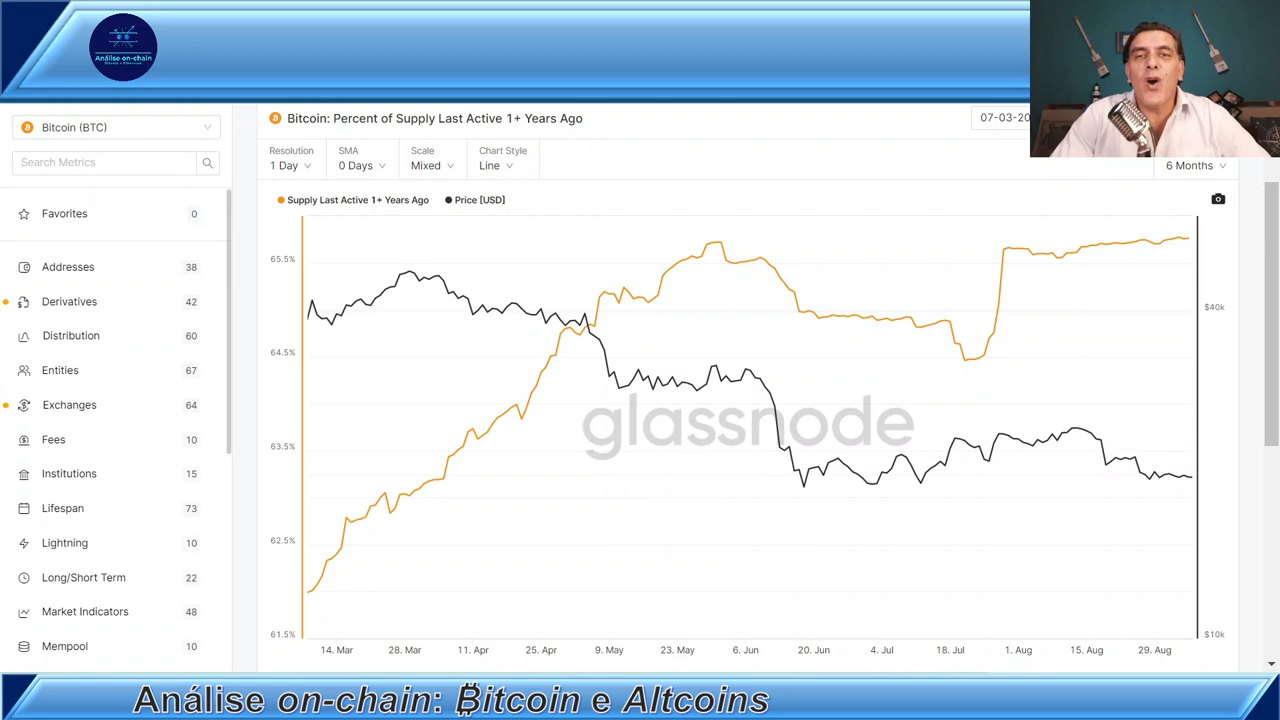 Análise on-chain
Bitcoin e Altcoins
Bitcoin (BTC)
Search Metrics
Favorites 0
Addresses 38
Derivatives 42
Distribution 60
Entities 67
Exchanges 64
Fees 10
Institutions 15
Lifespan 73
Lightning 10
Long/Short Term 22
Market Indicators 48
Mempool 10
Bitcoin: Percent of Supply Last Active 1+ Years Ago
07-03-20
Resolution
1 Day
SMA
0 Days
Scale
Mixed
Chart Style
Line
6 Months
Supply Last Active 1+ Years Ago
Price [USD]
65.5%
64.5%
63.5%
62.5%
61.5%
$40k
$10k
glassnode
14. Mar
28. Mar
11. Apr
25. Apr
9. May
23. May
6. Jun
20. Jun
4. Jul
18. Jul
1. Aug
15. Aug
29. Aug
Análise on-chain: ₿itcoin e Altcoins